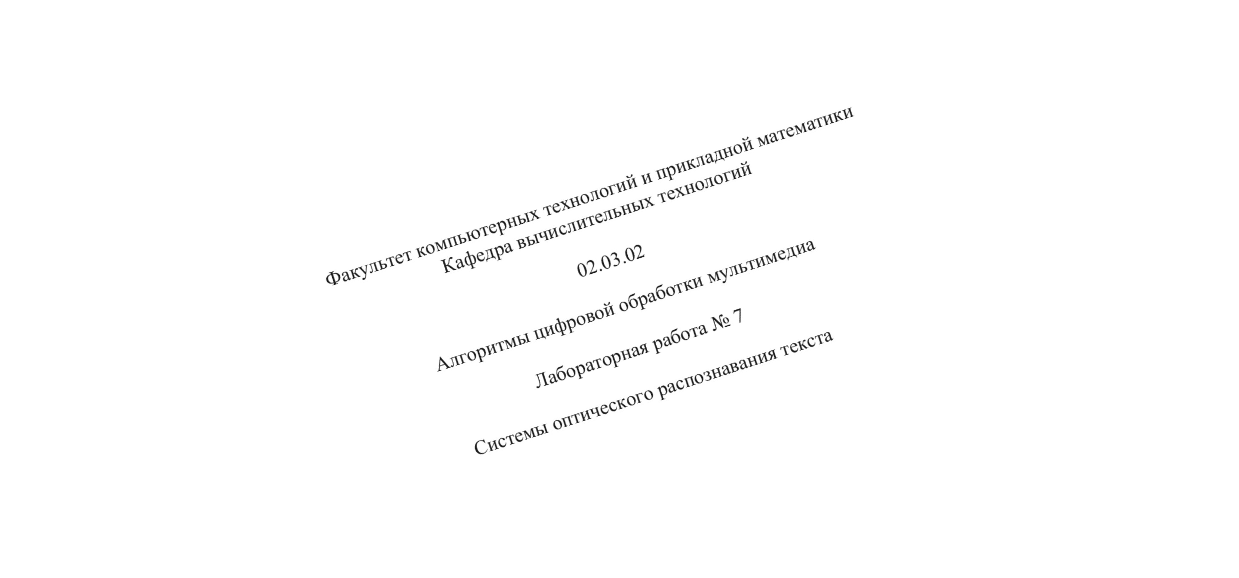 Факультет компьютерных технологий и прикладной математики
Кафедра вычислительных технологий
02.03.02
Алгоритмы цифровой обработки мультимедиа
Лабораторная работа № 7
Системы оптического распознавания текста